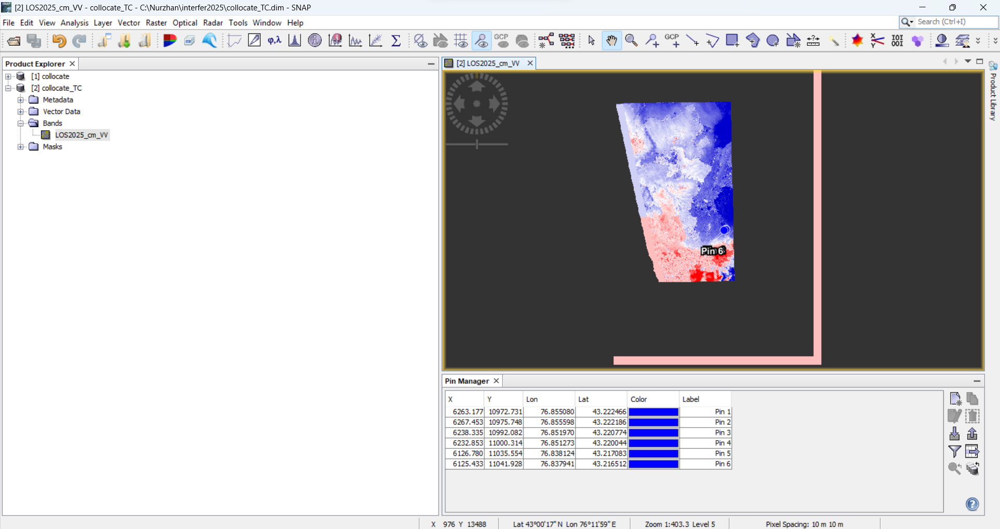 [2] LOS2025_cm_VV - collocate_TC - C:\Nurzhan\interfer2025\collocate_TC.dim - SNAP
File Edit View Analysis Layer Vector Raster Optical Radar Tools Window Help
Search (Ctrl+I)
φ,λ GCP GCP
Product Explorer
[1] collocate
[2] collocate_TC
Metadata
Vector Data
Bands
LOS2025_cm_VV
Masks
[2] LOS2025_cm_VV
Product Library
Pin 6
Pin Manager
X Y Lon Lat Color Label
6263.177 10972.731 76.855080 43.222466 Pin 1
6267.453 10975.748 76.855598 43.222186 Pin 2
6238.335 10992.082 76.851970 43.220774 Pin 3
6232.853 11000.314 76.851273 43.220044 Pin 4
6126.780 11035.554 76.838124 43.217083 Pin 5
6125.433 11041.928 76.837941 43.216512 Pin 6
X 976 Y 13488 Lat 43°00'17" N Lon 76°11'59" E Zoom 1:403.3 Level 5 Pixel Spacing: 10 m 10 m